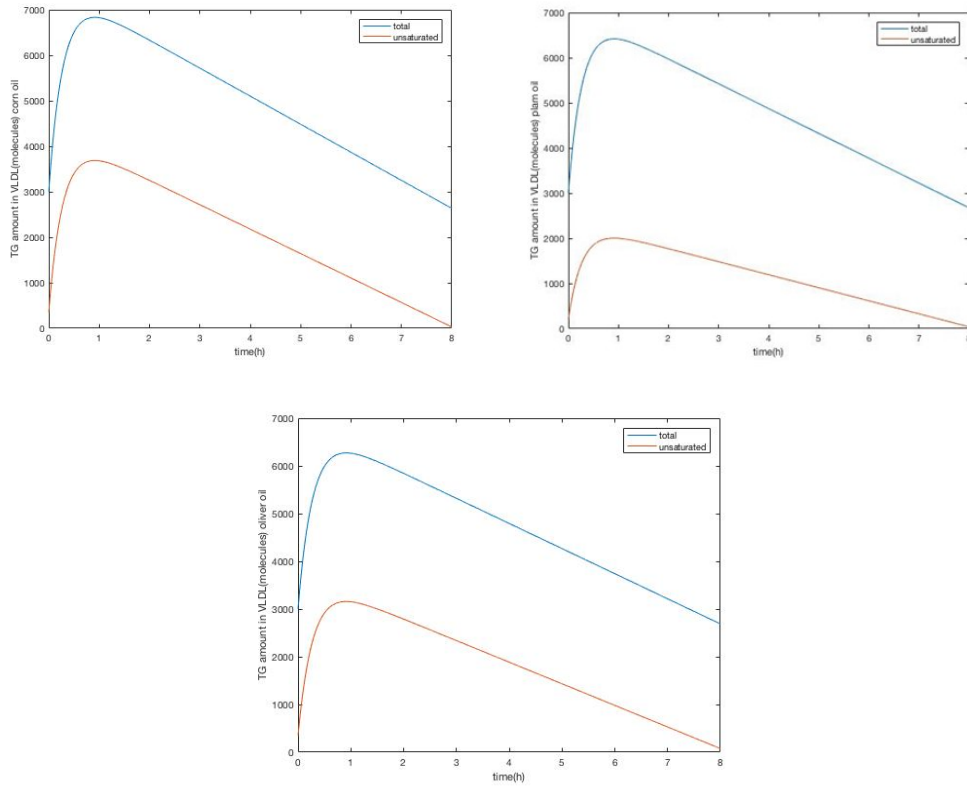 7000
6000
5000
4000
3000
2000
1000
0
TG amount in VLDL(molecules) corn oil
total
unsaturated
0 1 2 3 4 5 6 7 8
time(h)
7000
6000
5000
4000
3000
2000
1000
0
TG amount in VLDL(molecules) plam oil
total
unsaturated
0 1 2 3 4 5 6 7 8
time(h)
7000
6000
5000
4000
3000
2000
1000
0
TG amount in VLDL(molecules) oliver oil
total
unsaturated
0 1 2 3 4 5 6 7 8
time(h)